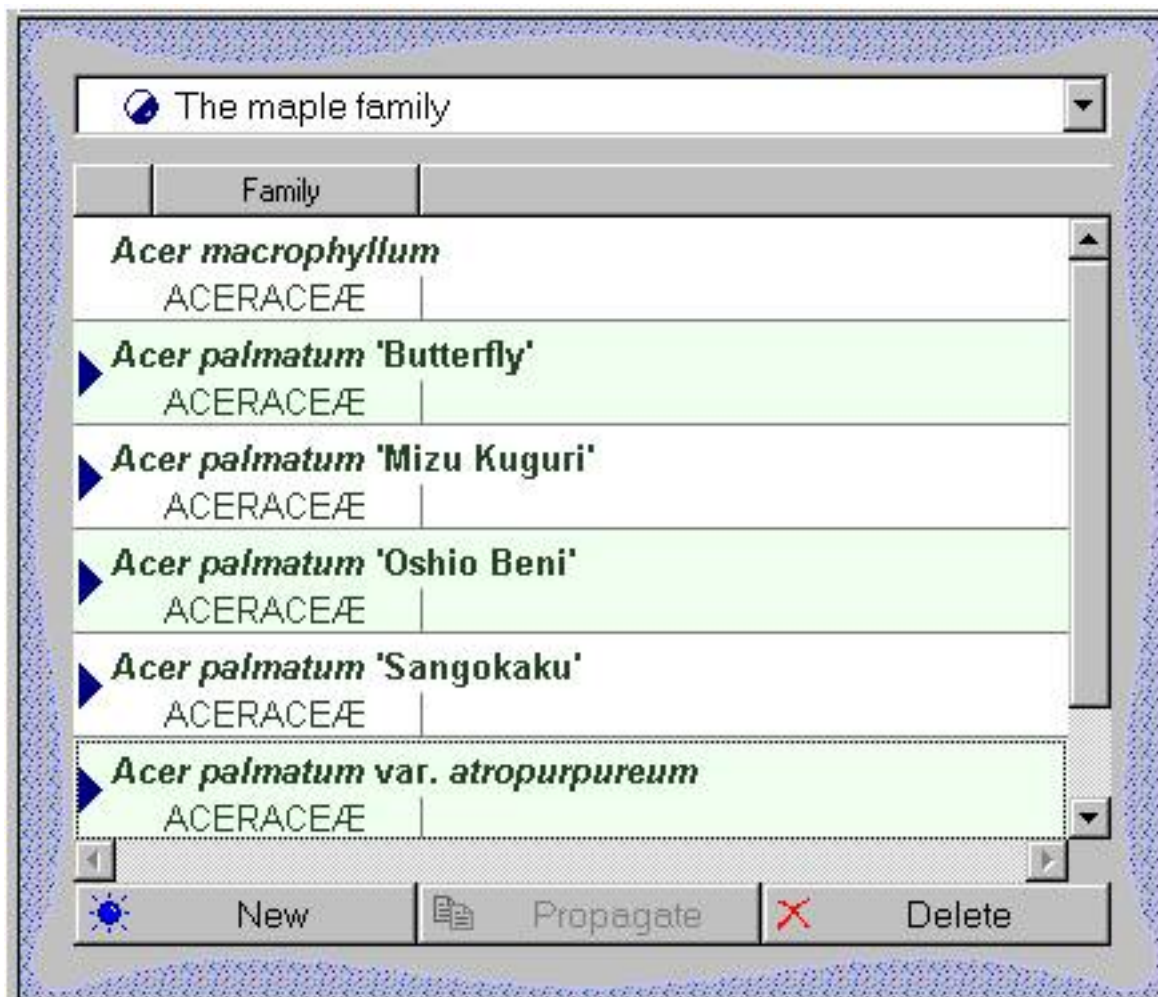 The maple family
Family
Acer macrophyllum
ACERACEÆ
Acer palmatum 'Butterfly'
ACERACEÆ
Acer palmatum 'Mizu Kuguri'
ACERACEÆ
Acer palmatum 'Oshio Beni'
ACERACEÆ
Acer palmatum 'Sangokaku'
ACERACEÆ
Acer palmatum var. atropurpureum
ACERACEÆ
New Propagate Delete